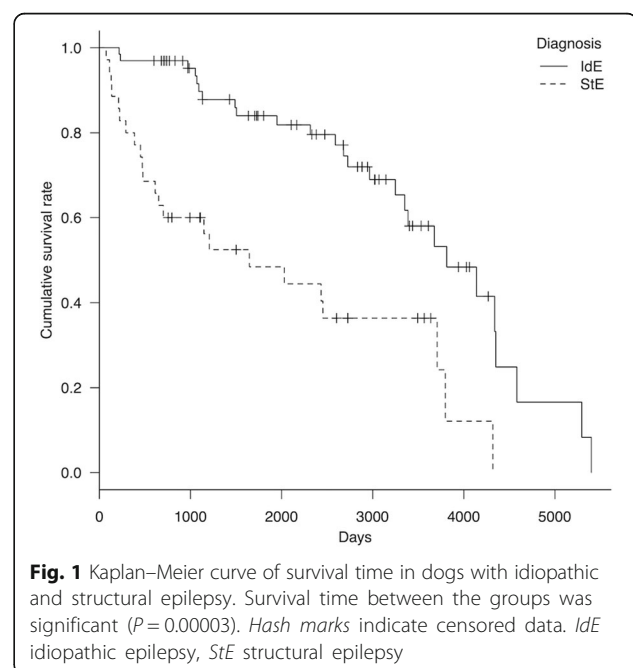 Diagnosis
IdE
StE
Cumulative survival rate
1.0
0.8
0.6
0.4
0.2
0.0
0 1000 2000 3000 4000 5000
Days
Fig. 1 Kaplan–Meier curve of survival time in dogs with idiopathic
and structural epilepsy. Survival time between the groups was
significant (P = 0.00003). Hash marks indicate censored data. IdE
idiopathic epilepsy, StE structural epilepsy